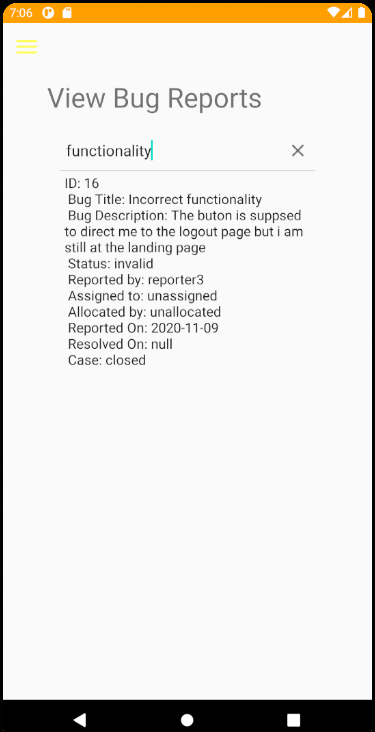 7:06
View Bug Reports
functionality
ID: 16
Bug Title: Incorrect functionality
Bug Description: The buton is suppsed
to direct me to the logout page but i am
still at the landing page
Status: invalid
Reported by: reporter3
Assigned to: unassigned
Allocated by: unallocated
Reported On: 2020-11-09
Resolved On: null
Case: closed